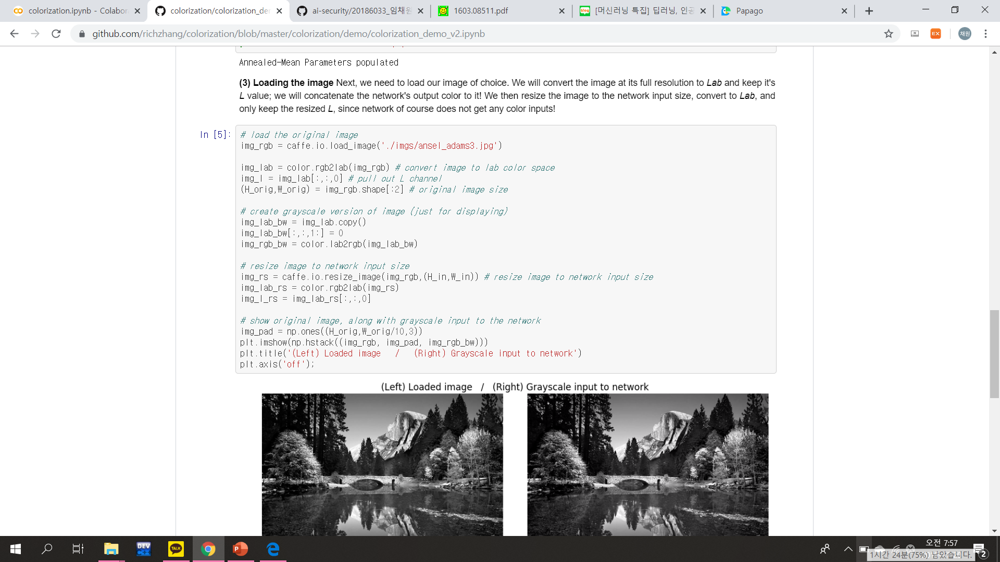 colorization.ipynb - Colabor
colorization/colorization_de
ai-security/20186033_임채원
1603.08511.pdf
[머신러닝 특집] 딥러닝, 인공
Papago
github.com/richzhang/colorization/blob/master/colorization/demo/colorization_demo_v2.ipynb
EX
채원
Annealed-Mean Parameters populated
(3) Loading the image Next, we need to load our image of choice. We will convert the image at its full resolution to Lab and keep it's
L value; we will concatenate the network's output color to it! We then resize the image to the network input size, convert to Lab, and
only keep the resized L, since network of course does not get any color inputs!
In [5]:
# load the original image
img_rgb = caffe.io.load_image('./imgs/ansel_adams3.jpg')
img_lab = color.rgb2lab(img_rgb) # convert image to lab color space
img_l = img_lab[:,:,0] # pull out L channel
(H_orig,W_orig) = img_rgb.shape[:2] # original image size
# create grayscale version of image (just for displaying)
img_lab_bw = img_lab.copy()
img_lab_bw[:,:,1:] = 0
img_rgb_bw = color.lab2rgb(img_lab_bw)
# resize image to network input size
img_rs = caffe.io.resize_image(img_rgb,(H_in,W_in)) # resize image to network input size
img_lab_rs = color.rgb2lab(img_rs)
img_l_rs = img_lab_rs[:,:,0]
# show original image, along with grayscale input to the network
img_pad = np.ones((H_orig,W_orig/10,3))
plt.imshow(np.hstack((img_rgb, img_pad, img_rgb_bw)))
plt.title('(Left) Loaded image   /   (Right) Grayscale input to network')
plt.axis('off');
(Left) Loaded image   /   (Right) Grayscale input to network
DEV
C++
TALK
P
오전 7:57
1시간 24분(75%) 남았습니다.
2